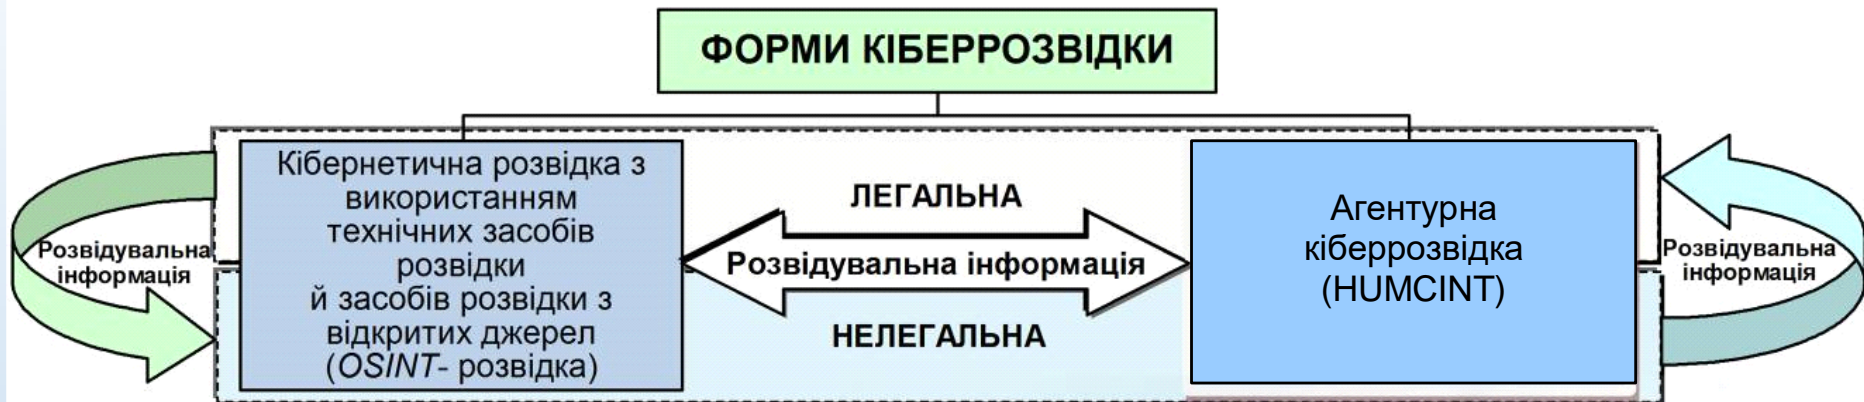 ФОРМИ КІБЕРРОЗВІДКИ
Кібернетична розвідка з
використанням
технічних засобів
розвідки
й засобів розвідки з
відкритих джерел
(OSINT- розвідка)
ЛЕГАЛЬНА
Розвідувальна інформація
НЕЛЕГАЛЬНА
Агентурна
кіберрозвідка
(HUMCINT)
Розвідувальна
інформація
Розвідувальна
інформація